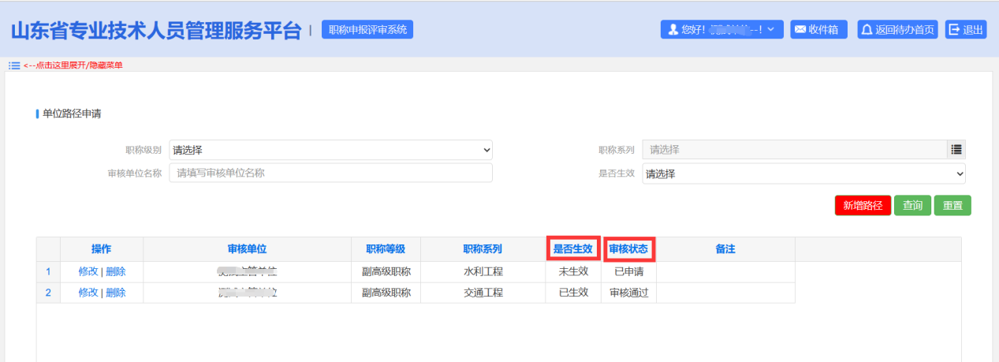 山东省专业技术人员管理服务平台 | 职称申报评审系统 您好! --! 收件箱 返回待办首页 退出
<--点击这里展开/隐藏菜单
单位路径申请
职称级别 请选择 职称系列 请选择
审核单位名称 请填写审核单位名称 是否生效 请选择
新增路径 查询 重置
操作 审核单位 职称等级 职称系列 是否生效 审核状态 备注
1 修改 | 删除 副高级职称 水利工程 未生效 已申请
2 修改 | 删除 副高级职称 交通工程 已生效 审核通过